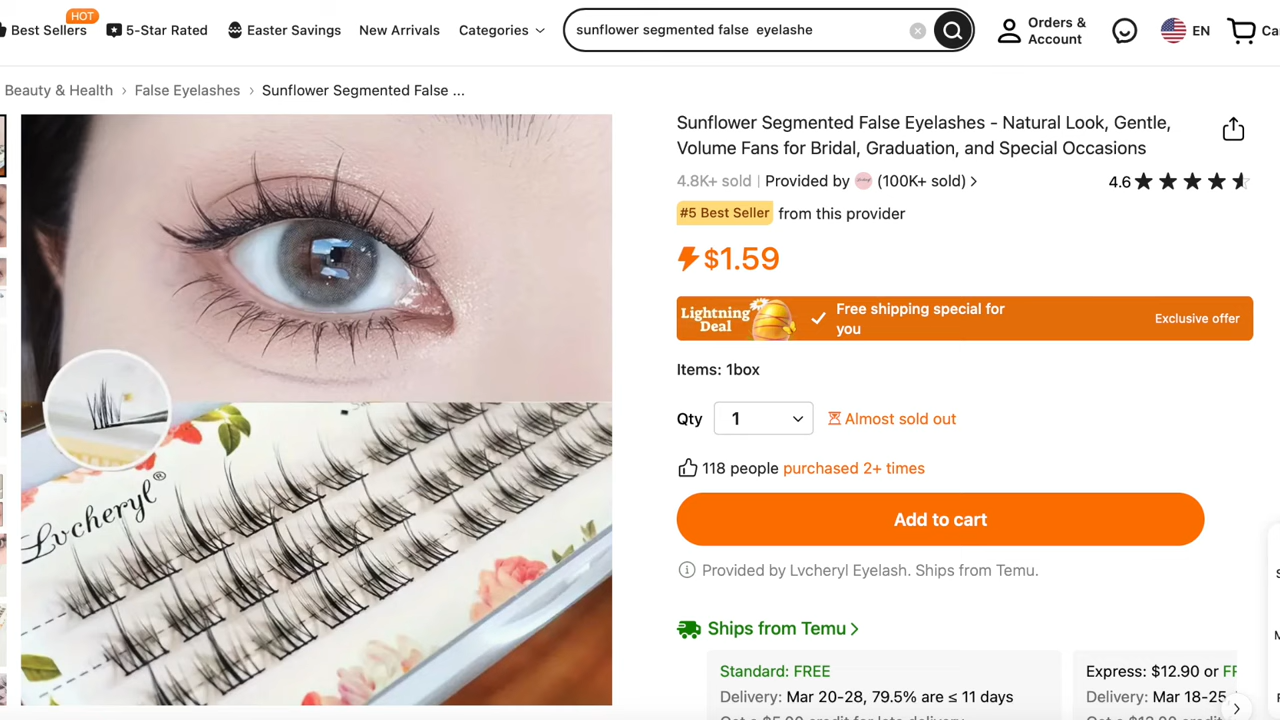 HOT
Best Sellers
5-Star Rated
Easter Savings
New Arrivals
Categories
sunflower segmented false eyelashe
Orders &
Account
EN
Beauty & Health › False Eyelashes › Sunflower Segmented False ...
Lvcheryl®
Sunflower Segmented False Eyelashes - Natural Look, Gentle,
Volume Fans for Bridal, Graduation, and Special Occasions
4.8K+ sold | Provided by (100K+ sold)
4.6
#5 Best Seller from this provider
$1.59
Lightning
Deal
Free shipping special for
you
Exclusive offer
Items: 1box
Qty 1 Almost sold out
118 people purchased 2+ times
Add to cart
Provided by Lvcheryl Eyelash. Ships from Temu.
Ships from Temu
Standard: FREE
Delivery: Mar 20-28, 79.5% are ≤ 11 days
Express: $12.90 or
Delivery: Mar 18-25